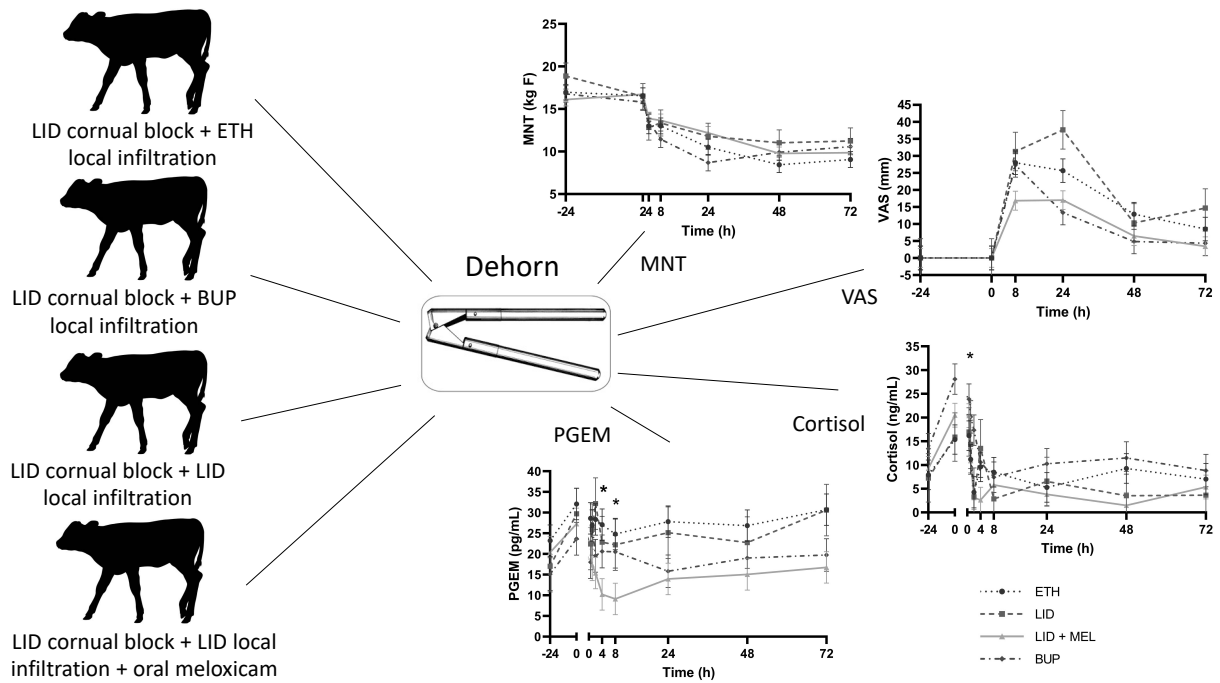 LID cornual block + ETH
local infiltration
LID cornual block + BUP
local infiltration
LID cornual block + LID
local infiltration
LID cornual block + LID local
infiltration + oral meloxicam
Dehorn
MNT
VAS
Cortisol
PGEM
MNT (kg F)
25
20
15
10
5
-24
2 4 8
24
48
72
Time (h)
VAS (mm)
45
40
35
30
25
20
15
10
5
0
-5
-24
0
8
24
48
72
Time (h)
Cortisol (ng/mL)
35
30
25
20
15
10
5
0
*
-24
0
0
4
8
24
48
72
Time (h)
PGEM (pg/mL)
40
35
30
25
20
15
10
5
0
*
*
-24
0
0
4
8
24
48
72
Time (h)
ETH
LID
LID + MEL
BUP